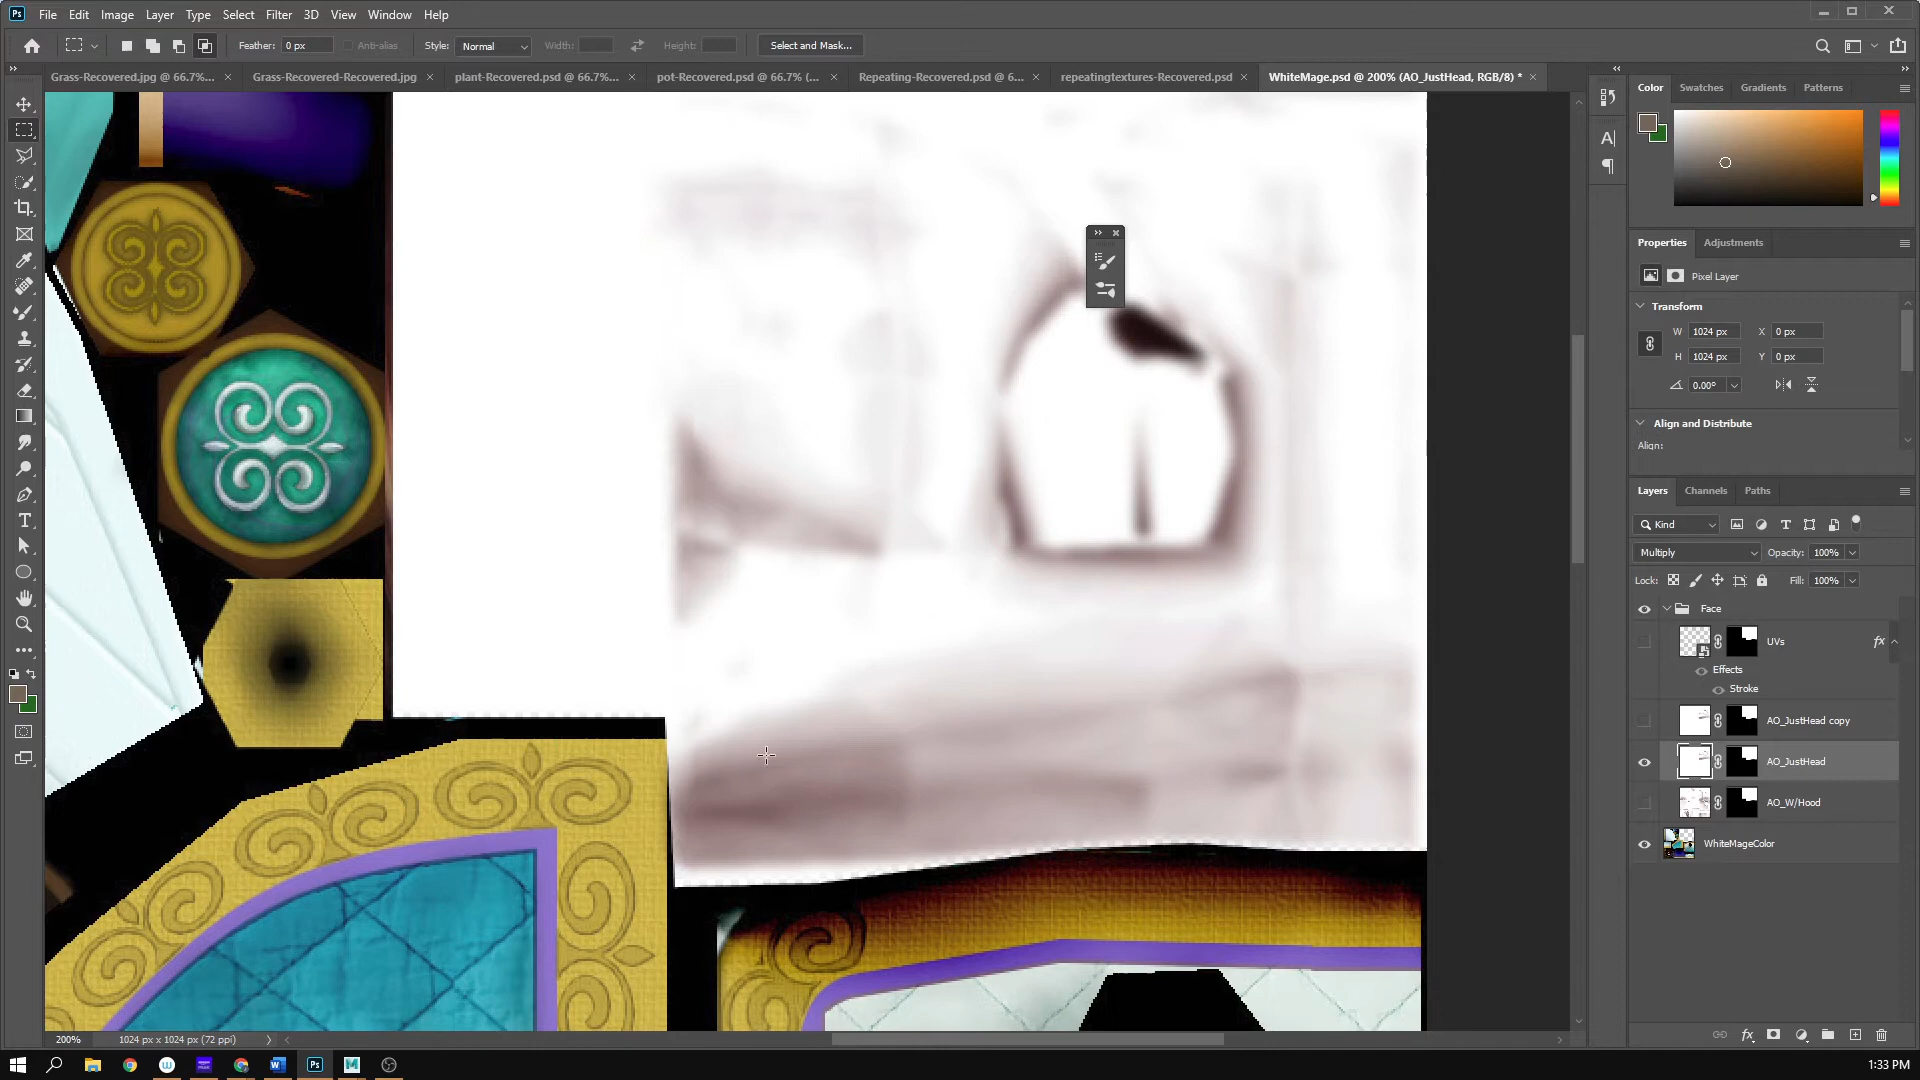 Ps File Edit Image Layer Type Select Filter 3D View Window Help
Feather: 0 px Anti-alias Style: Normal Width: Height: Select and Mask...
Grass-Recovered.jpg @ 66.7%... × Grass-Recovered-Recovered.jpg × plant-Recovered.psd @ 66.7%... × pot-Recovered.psd @ 66.7% (... × Repeating-Recovered.psd @ 6... × repeatingtextures-Recovered.psd × WhiteMage.psd @ 200% (AO_JustHead, RGB/8) * ×
Color Swatches Gradients Patterns
Properties Adjustments
Pixel Layer
Transform
W 1024 px X 0 px
H 1024 px Y 0 px
0.00°
Align and Distribute
Align:
Layers Channels Paths
Kind
Multiply Opacity: 100%
Lock: Fill: 100%
Face
UVs fx
Effects
Stroke
AO_JustHead copy
AO_JustHead
AO_W/Hood
WhiteMageColor
200% 1024 px x 1024 px (72 ppi)
1:33 PM